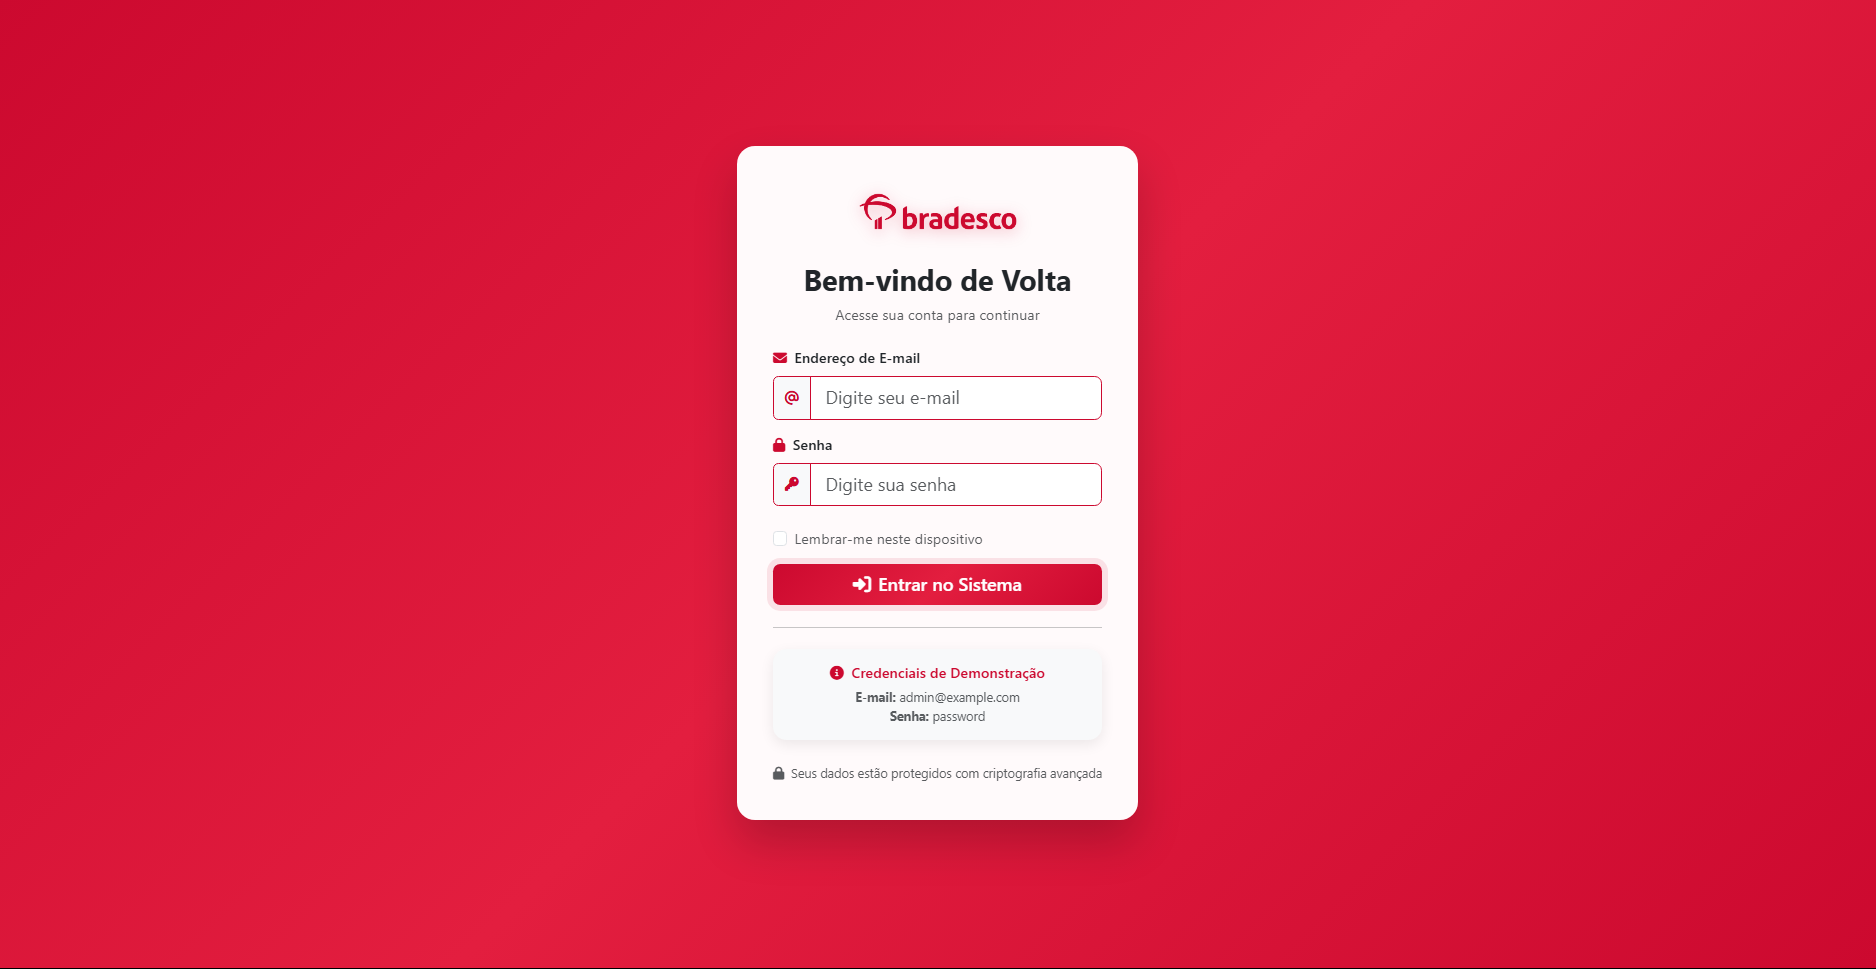 bradesco
Bem-vindo de Volta
Acesse sua conta para continuar
Endereço de E-mail
@ Digite seu e-mail
Senha
Digite sua senha
Lembrar-me neste dispositivo
Entrar no Sistema
Credenciais de Demonstração
E-mail: admin@example.com
Senha: password
Seus dados estão protegidos com criptografia avançada